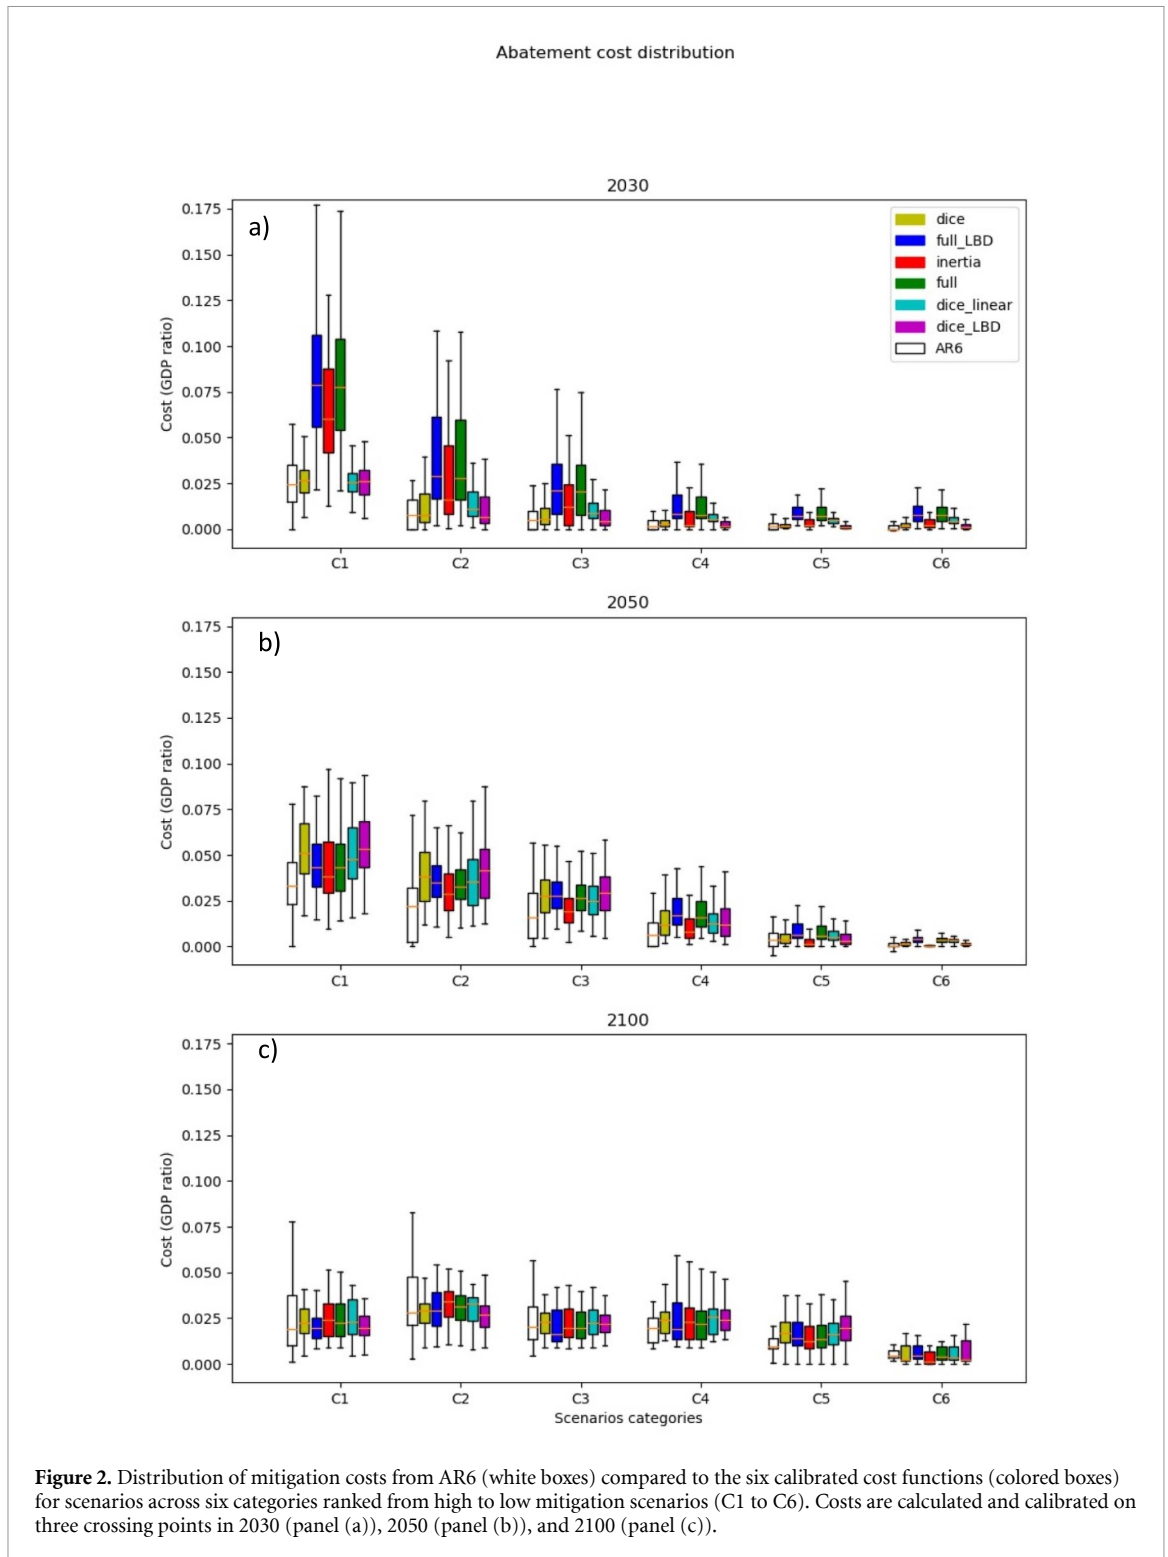 Abatement cost distribution
2030
a)
0.175
0.150
0.125
0.100
0.075
0.050
0.025
0.000
Cost (GDP ratio)
dice
full_LBD
inertia
full
dice_linear
dice_LBD
AR6
C1 C2 C3 C4 C5 C6
2050
b)
0.175
0.150
0.125
0.100
0.075
0.050
0.025
0.000
Cost (GDP ratio)
C1 C2 C3 C4 C5 C6
2100
c)
0.175
0.150
0.125
0.100
0.075
0.050
0.025
0.000
Cost (GDP ratio)
C1 C2 C3 C4 C5 C6
Scenarios categories
Figure 2. Distribution of mitigation costs from AR6 (white boxes) compared to the six calibrated cost functions (colored boxes)
for scenarios across six categories ranked from high to low mitigation scenarios (C1 to C6). Costs are calculated and calibrated on
three crossing points in 2030 (panel (a)), 2050 (panel (b)), and 2100 (panel (c)).